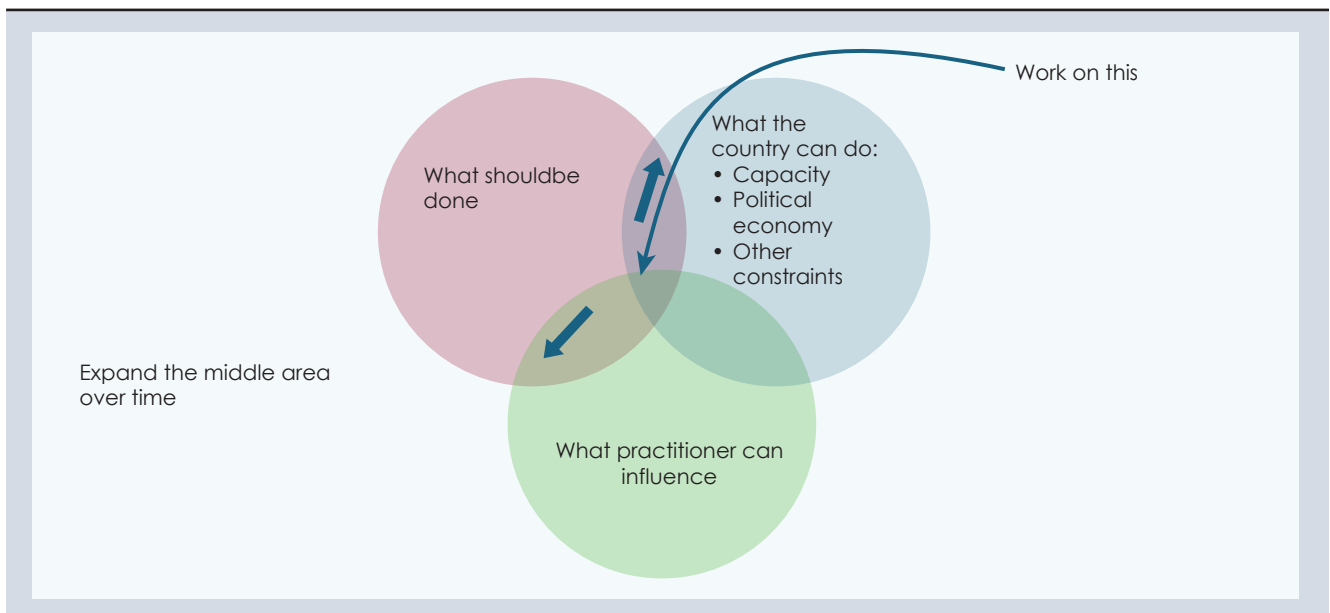 Work on this
What shouldbe
done
What the
country can do:
• Capacity
• Political
economy
• Other
constraints
Expand the middle area
over time
What practitioner can
influence